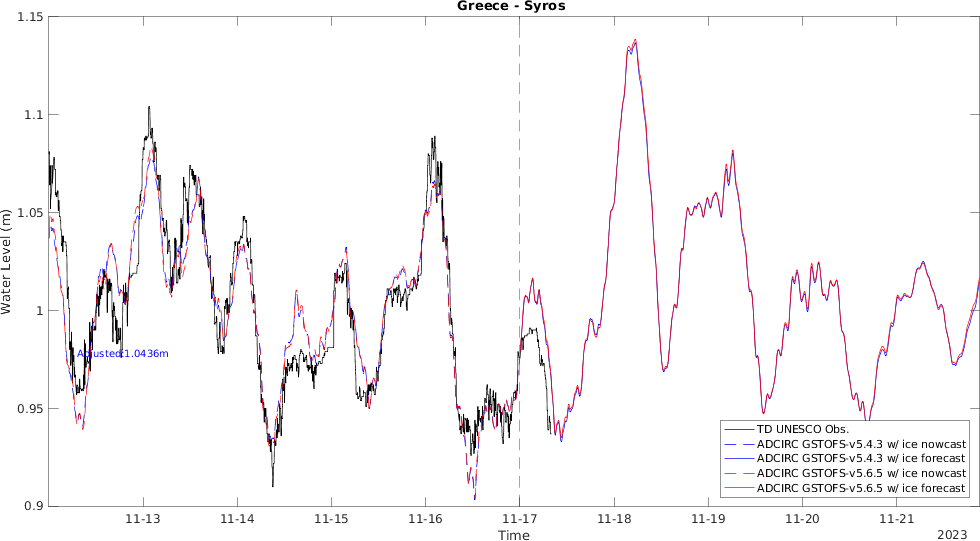 Greece - Syros
1.15
1.1
1.05
1
0.95
0.9
Water Level (m)
Adjusted:1.0436m
TD UNESCO Obs.
ADCIRC GSTOFS-v5.4.3 w/ ice nowcast
ADCIRC GSTOFS-v5.4.3 w/ ice forecast
ADCIRC GSTOFS-v5.6.5 w/ ice nowcast
ADCIRC GSTOFS-v5.6.5 w/ ice forecast
11-13 11-14 11-15 11-16 11-17 11-18 11-19 11-20 11-21
Time
2023